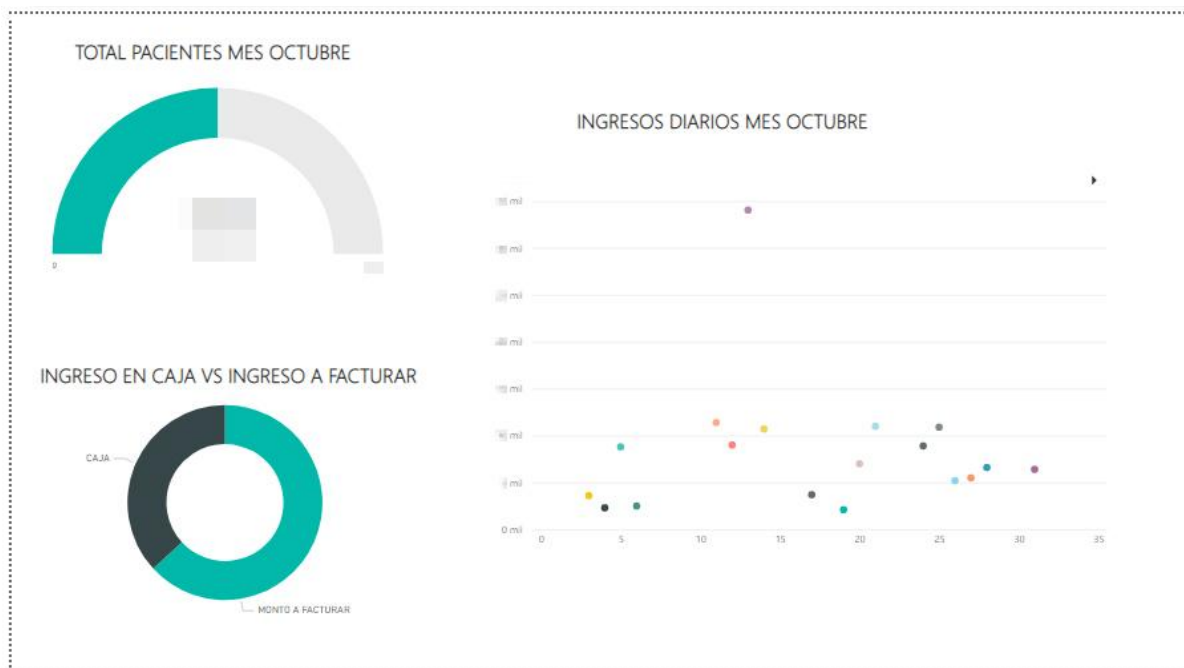 TOTAL PACIENTES MES OCTUBRE
0
INGRESOS DIARIOS MES OCTUBRE
mil
mil
mil
mil
mil
mil
mil
0 mil
0 5 10 15 20 25 30 35
INGRESO EN CAJA VS INGRESO A FACTURAR
CAJA
MONTO A FACTURAR